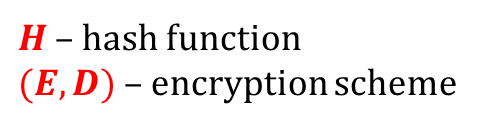 H – hash function
(E, D) – encryption scheme